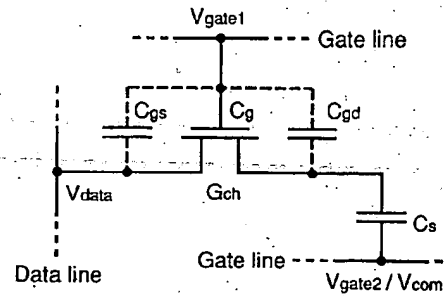 Vgate1
Gate line
Cgs
Cg
Cgd
Vdata
Gch
Cs
Data line
Gate line
Vgate2 / Vcom